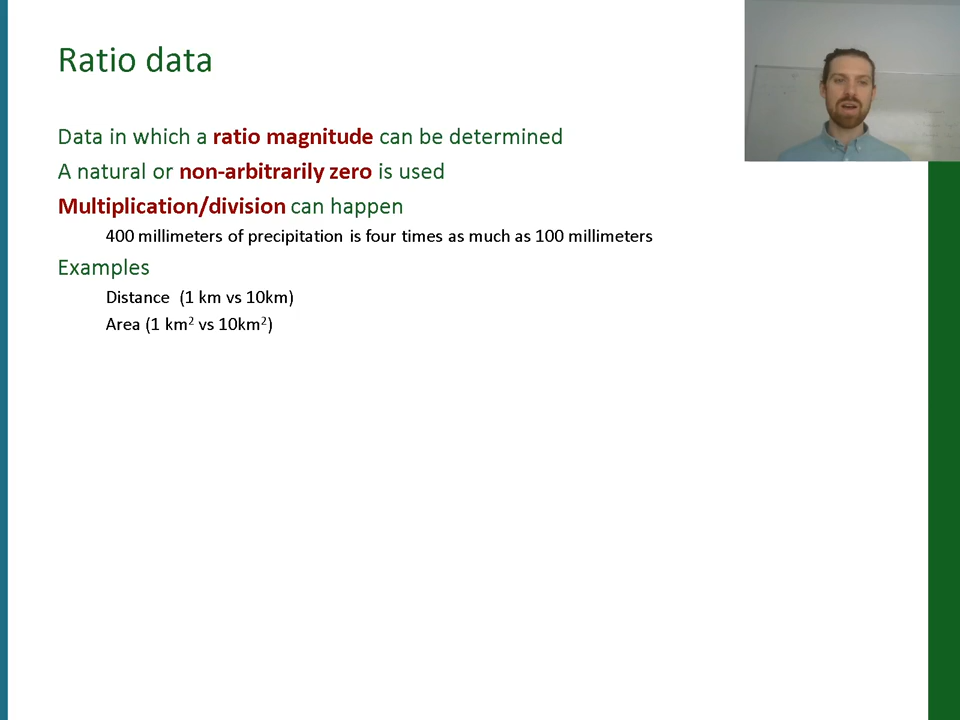 Ratio data
Data in which a ratio magnitude can be determined
A natural or non-arbitrarily zero is used
Multiplication/division can happen
400 millimeters of precipitation is four times as much as 100 millimeters
Examples
Distance (1 km vs 10km)
Area (1 km² vs 10km²)